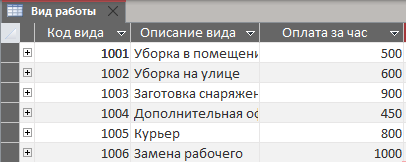 Вид работы
Код вида Описание вида Оплата за час
1001 Уборка в помещени 500
1002 Уборка на улице 600
1003 Заготовка снаряжен 900
1004 Дополнительная ос 450
1005 Курьер 800
1006 Замена рабочего 1000